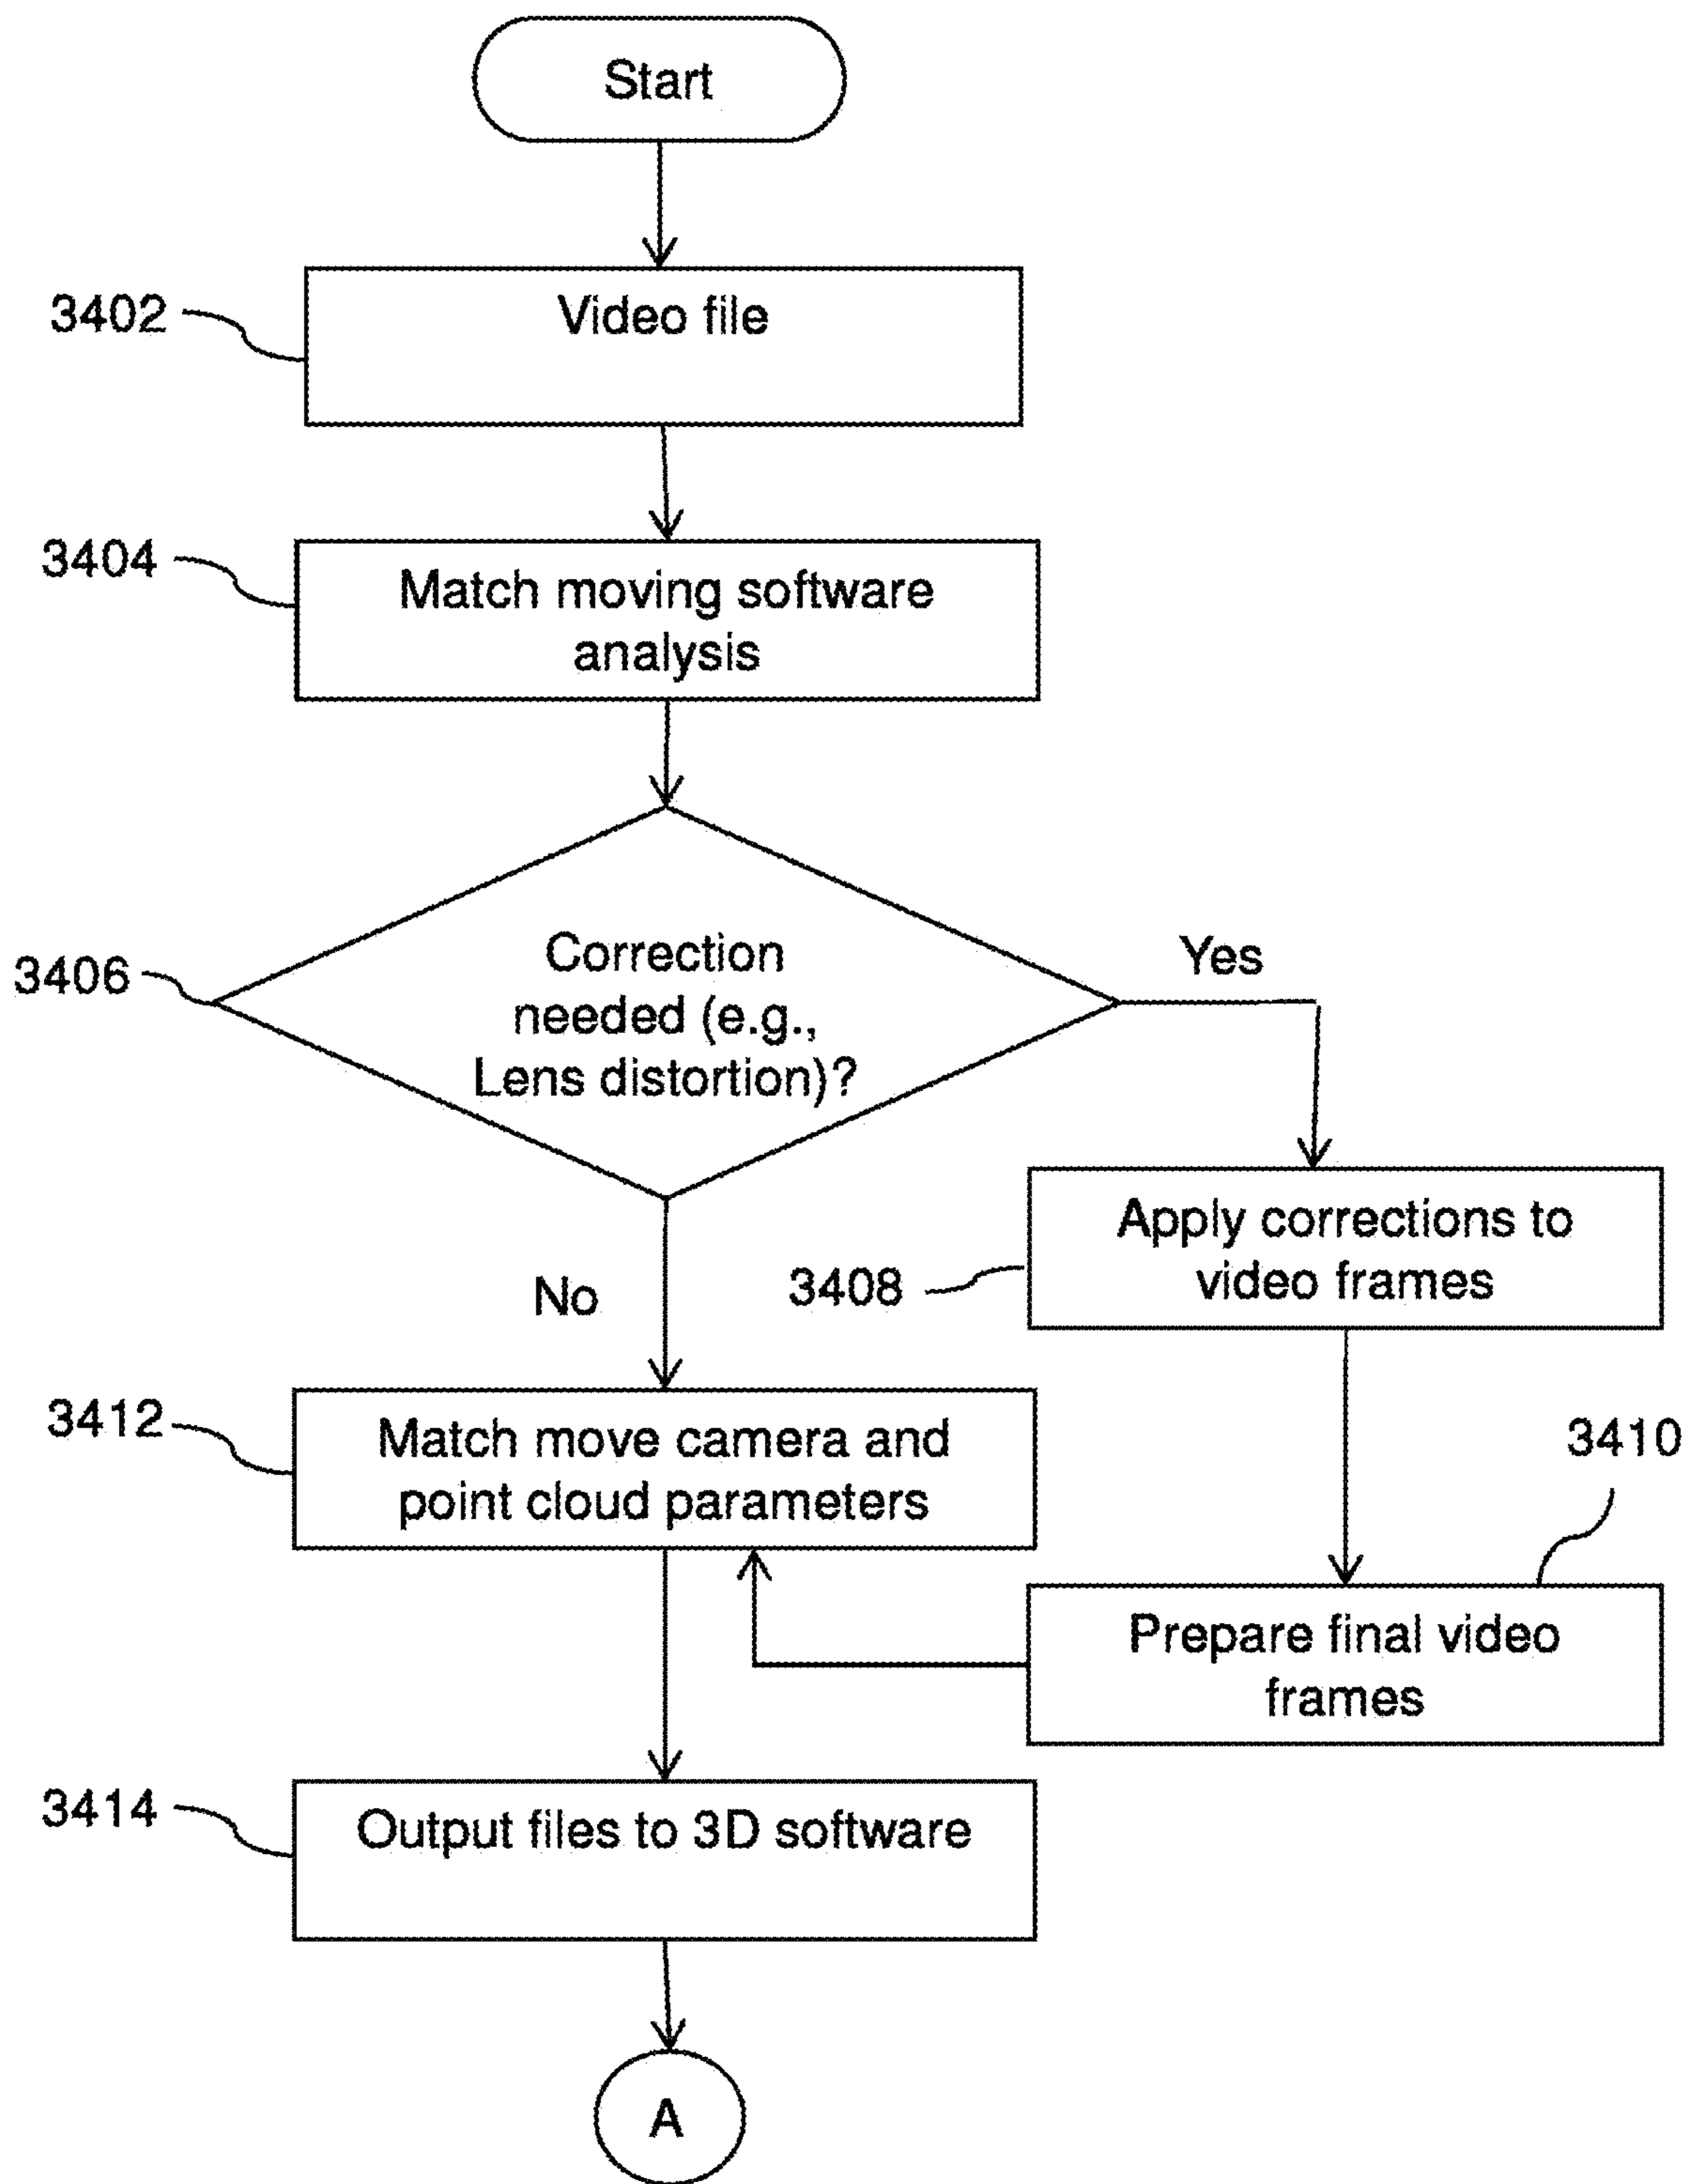 Start
3402
Video file
3404
Match moving software
analysis
3406
Correction
needed (e.g.,
Lens distortion)?
Yes
No
3408
Apply corrections to
video frames
3412
Match move camera and
point cloud parameters
3410
Prepare final video
frames
3414
Output files to 3D software
A